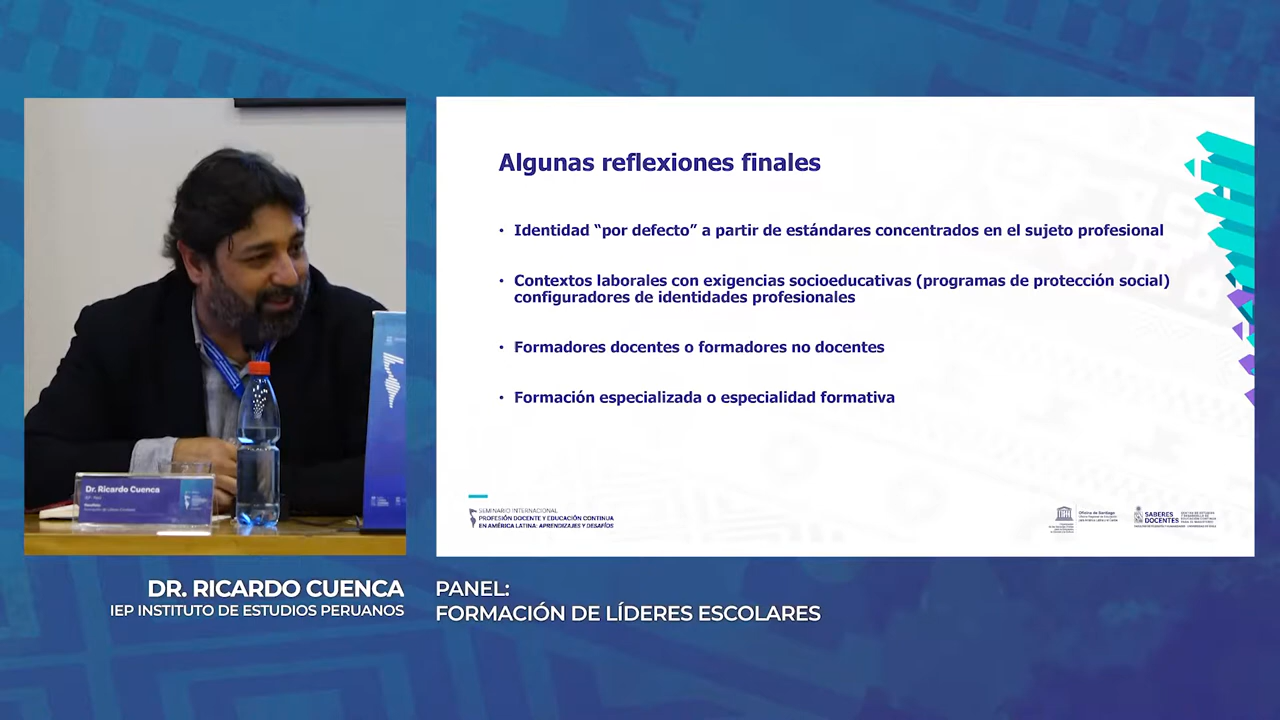 Algunas reflexiones finales
• Identidad “por defecto” a partir de estándares concentrados en el sujeto profesional
• Contextos laborales con exigencias socioeducativas (programas de protección social)
configuradores de identidades profesionales
• Formadores docentes o formadores no docentes
• Formación especializada o especialidad formativa
Dr. Ricardo Cuenca
SEMINARIO INTERNACIONAL
PROFESIÓN DOCENTE Y EDUCACIÓN CONTINUA
EN AMÉRICA LATINA: APRENDIZAJES Y DESAFÍOS
Oficina de Santiago
SABERES
DOCENTES
DR. RICARDO CUENCA
IEP INSTITUTO DE ESTUDIOS PERUANOS
PANEL:
FORMACIÓN DE LÍDERES ESCOLARES